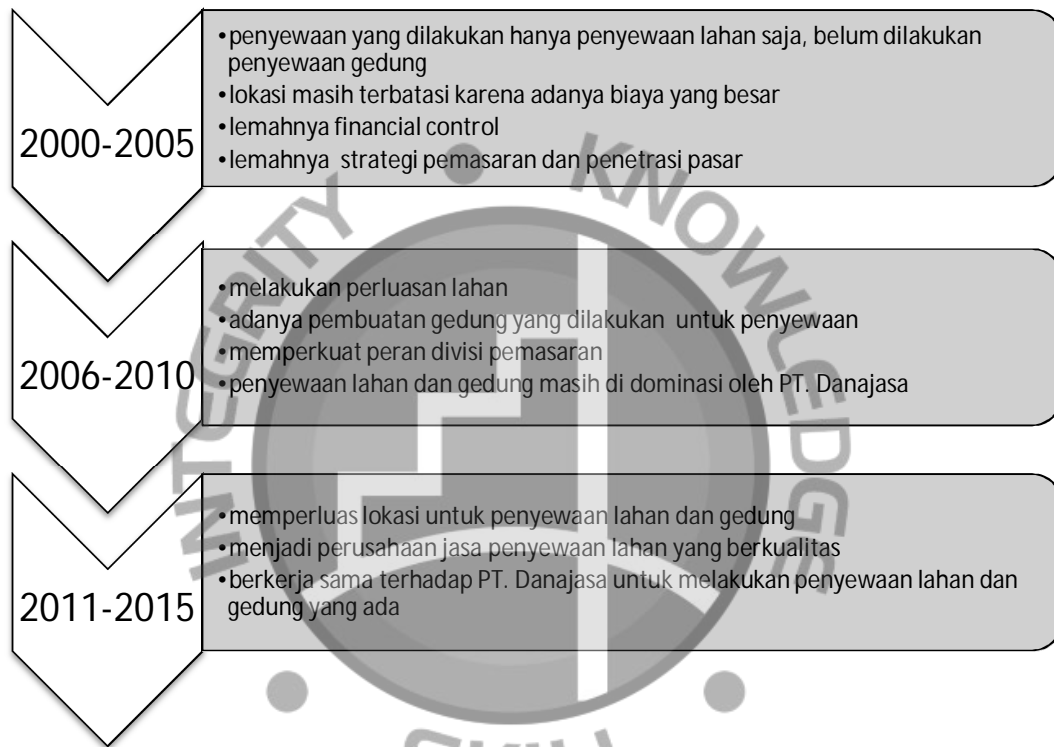 2000-2005
•penyewaan yang dilakukan hanya penyewaan lahan saja, belum dilakukan
penyewaan gedung
•lokasi masih terbatasi karena adanya biaya yang besar
•lemahnya financial control
•lemahnya strategi pemasaran dan penetrasi pasar
2006-2010
•melakukan perluasan lahan
•adanya pembuatan gedung yang dilakukan untuk penyewaan
•memperkuat peran divisi pemasaran
•penyewaan lahan dan gedung masih di dominasi oleh PT. Danajasa
2011-2015
•memperluas lokasi untuk penyewaan lahan dan gedung
•menjadi perusahaan jasa penyewaan lahan yang berkualitas
•berkerja sama terhadap PT. Danajasa untuk melakukan penyewaan lahan dan
gedung yang ada
INTEGRITY
KNOWLEDGE
SKILL